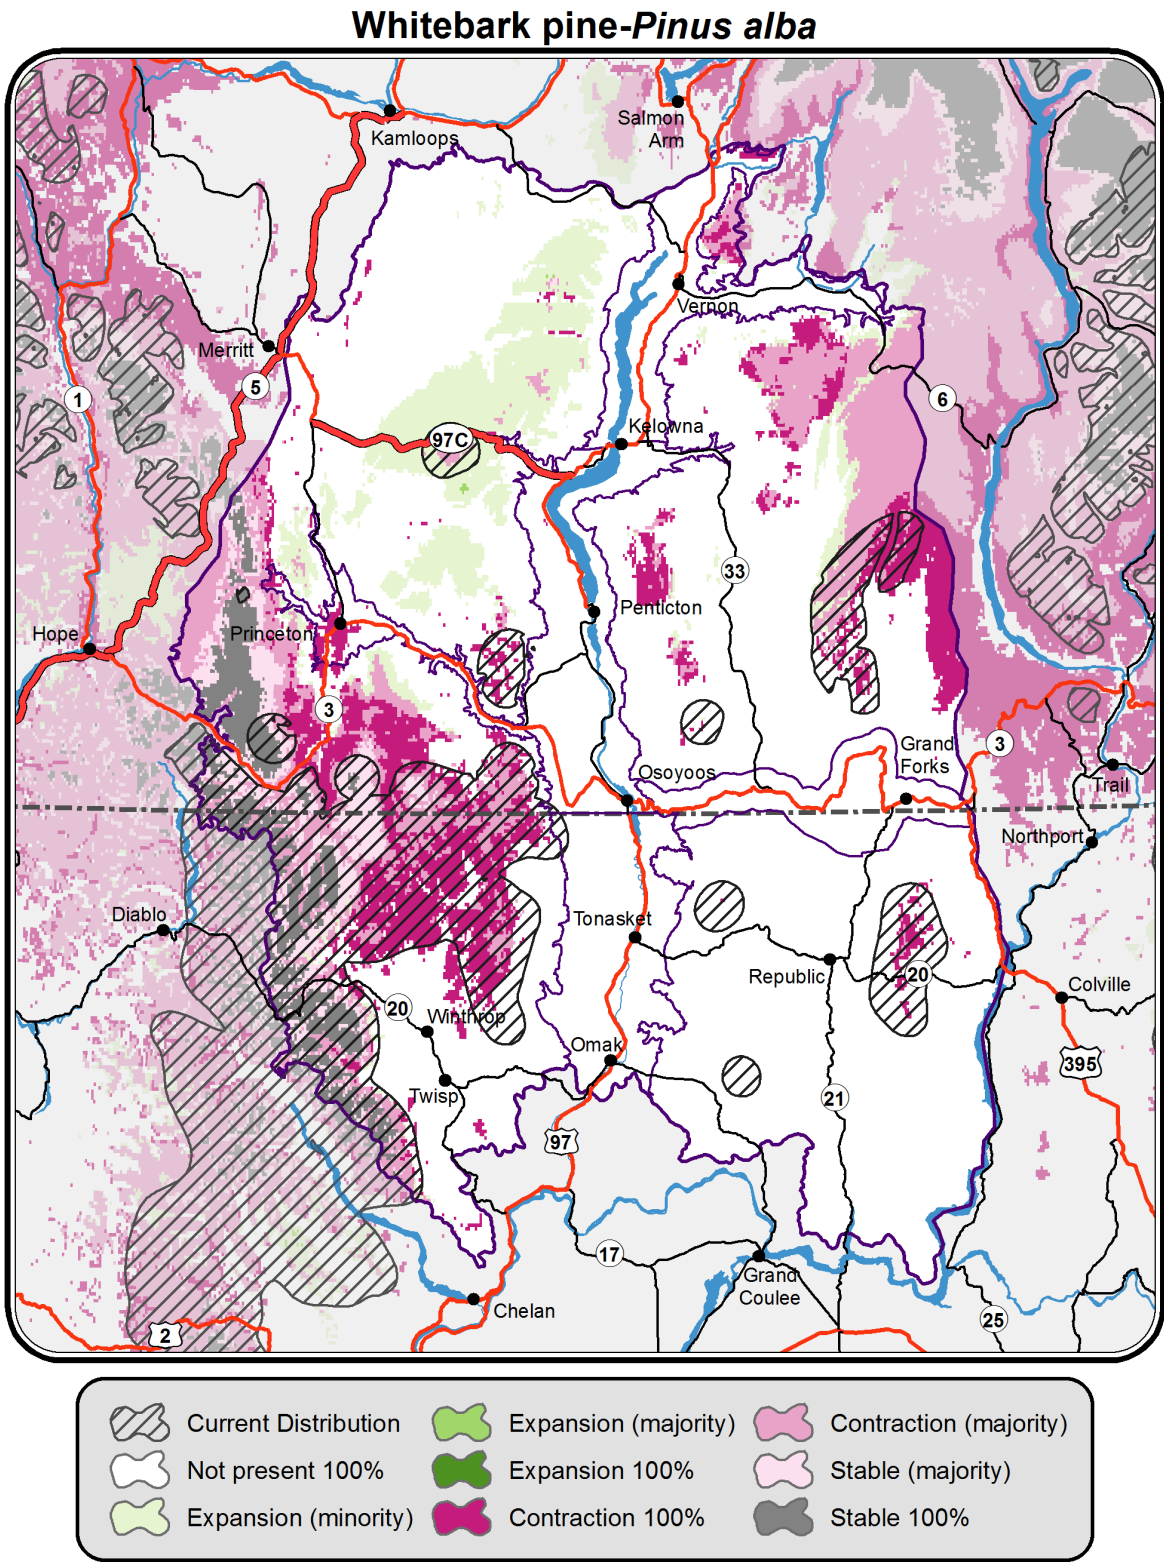 Whitebark pine-Pinus alba
Kamloops
Salmon
Arm
Vernon
Merritt
5
1
6
97C
Kelowna
33
Penticton
Hope
Princeton
3
Grand
Forks
3
Osoyoos
Trail
Northport
Diablo
Tonasket
Republic
20
Colville
20
Winthrop
Omak
395
Twisp
21
97
17
Grand
Coulee
Chelan
25
2
Current Distribution
Expansion (majority)
Contraction (majority)
Not present 100%
Expansion 100%
Stable (majority)
Expansion (minority)
Contraction 100%
Stable 100%